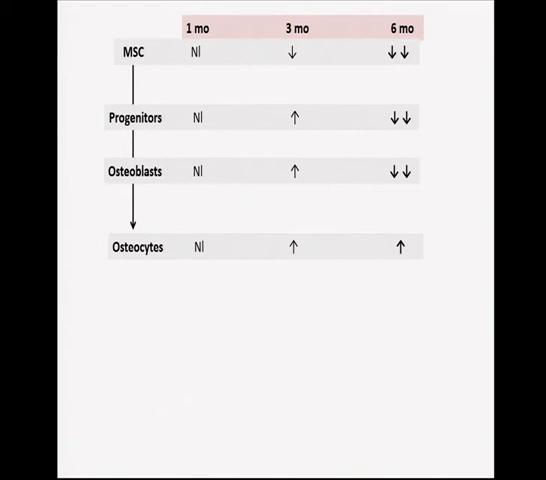 1 mo 3 mo 6 mo
MSC Nl ↓ ↓↓
Progenitors Nl ↑ ↓↓
Osteoblasts Nl ↑ ↓↓
Osteocytes Nl ↑ ↑